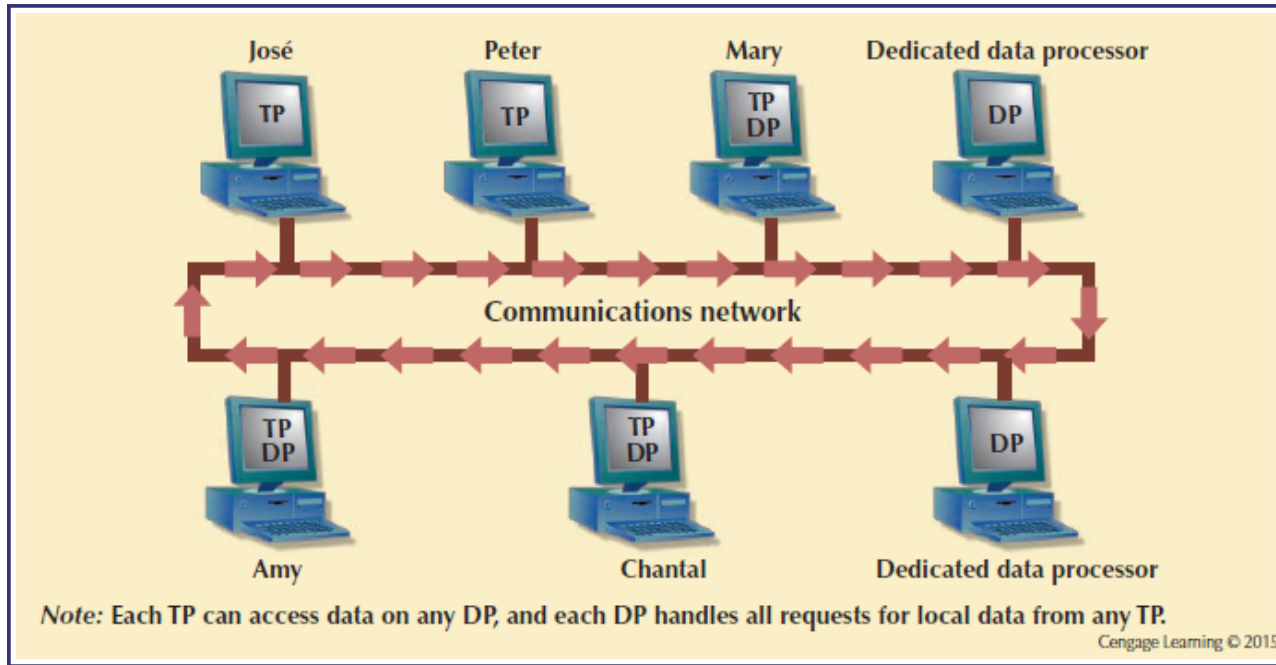 José
Peter
Mary
Dedicated data processor
TP
TP
TP
DP
DP
Communications network
TP
DP
TP
DP
DP
Amy
Chantal
Dedicated data processor
Note: Each TP can access data on any DP, and each DP handles all requests for local data from any TP.
Cengage Learning © 2015